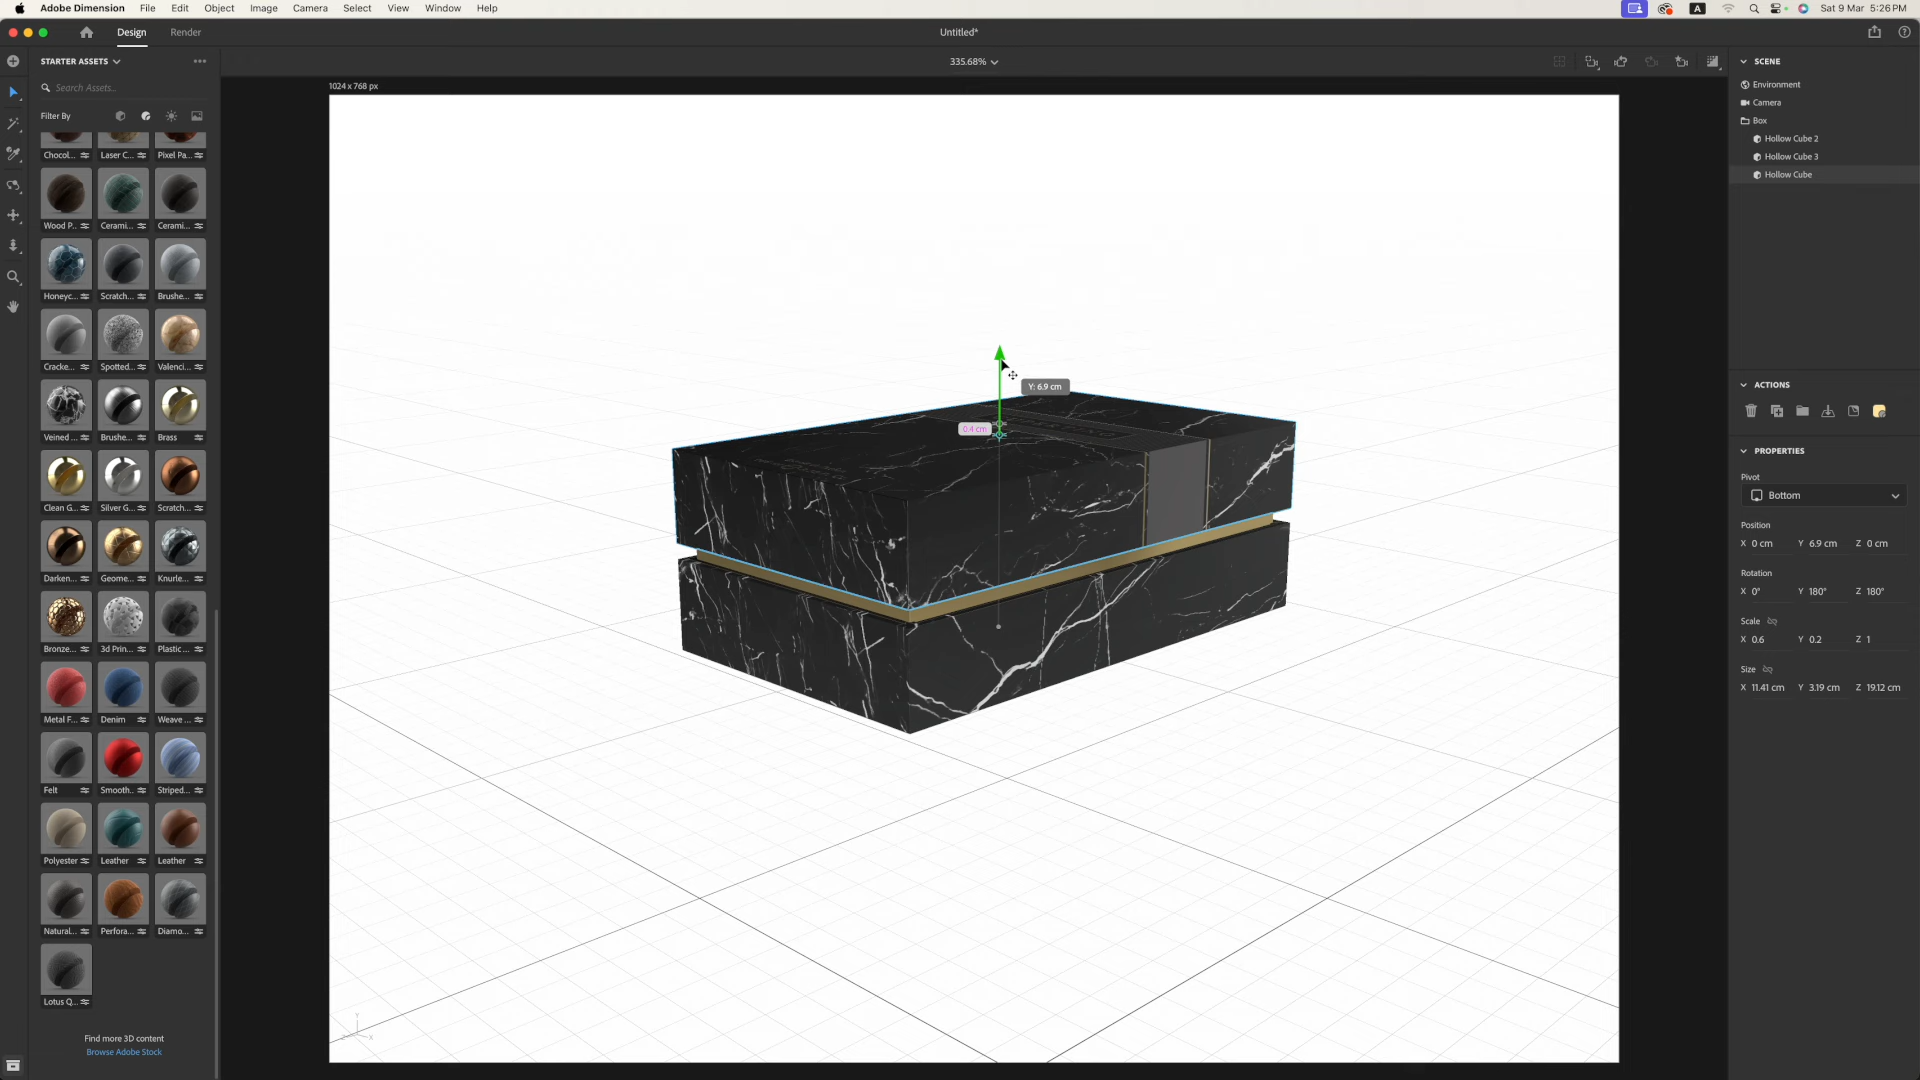 Adobe Dimension File Edit Object Image Camera Select View Window Help
A
Sat 9 Mar 5:26 PM
Design
Render
Untitled*
STARTER ASSETS
335.68%
Search Assets...
1024 x 768 px
Filter By
Chocol... Laser C... Pixel Pa...
Wood P... Cerami... Cerami...
Honeyc... Scratch... Brushe...
Cracke... Spotted... Valenci...
Veined ... Brushe... Brass
Clean G... Silver G... Scratch...
Darken... Geome... Knurle...
Bronze... 3d Prin... Plastic ...
Metal F... Denim Weave ...
Felt Smooth... Striped...
Polyester Leather Leather
Natural... Perfora... Diamo...
Lotus Q...
Find more 3D content
Browse Adobe Stock
Y: 6.9 cm
0.4 cm
SCENE
Environment
Camera
Box
Hollow Cube 2
Hollow Cube 3
Hollow Cube
ACTIONS
PROPERTIES
Pivot
Bottom
Position
X 0 cm Y 6.9 cm Z 0 cm
Rotation
X 0° Y 180° Z 180°
Scale
X 0.6 Y 0.2 Z 1
Size
X 11.41 cm Y 3.19 cm Z 19.12 cm